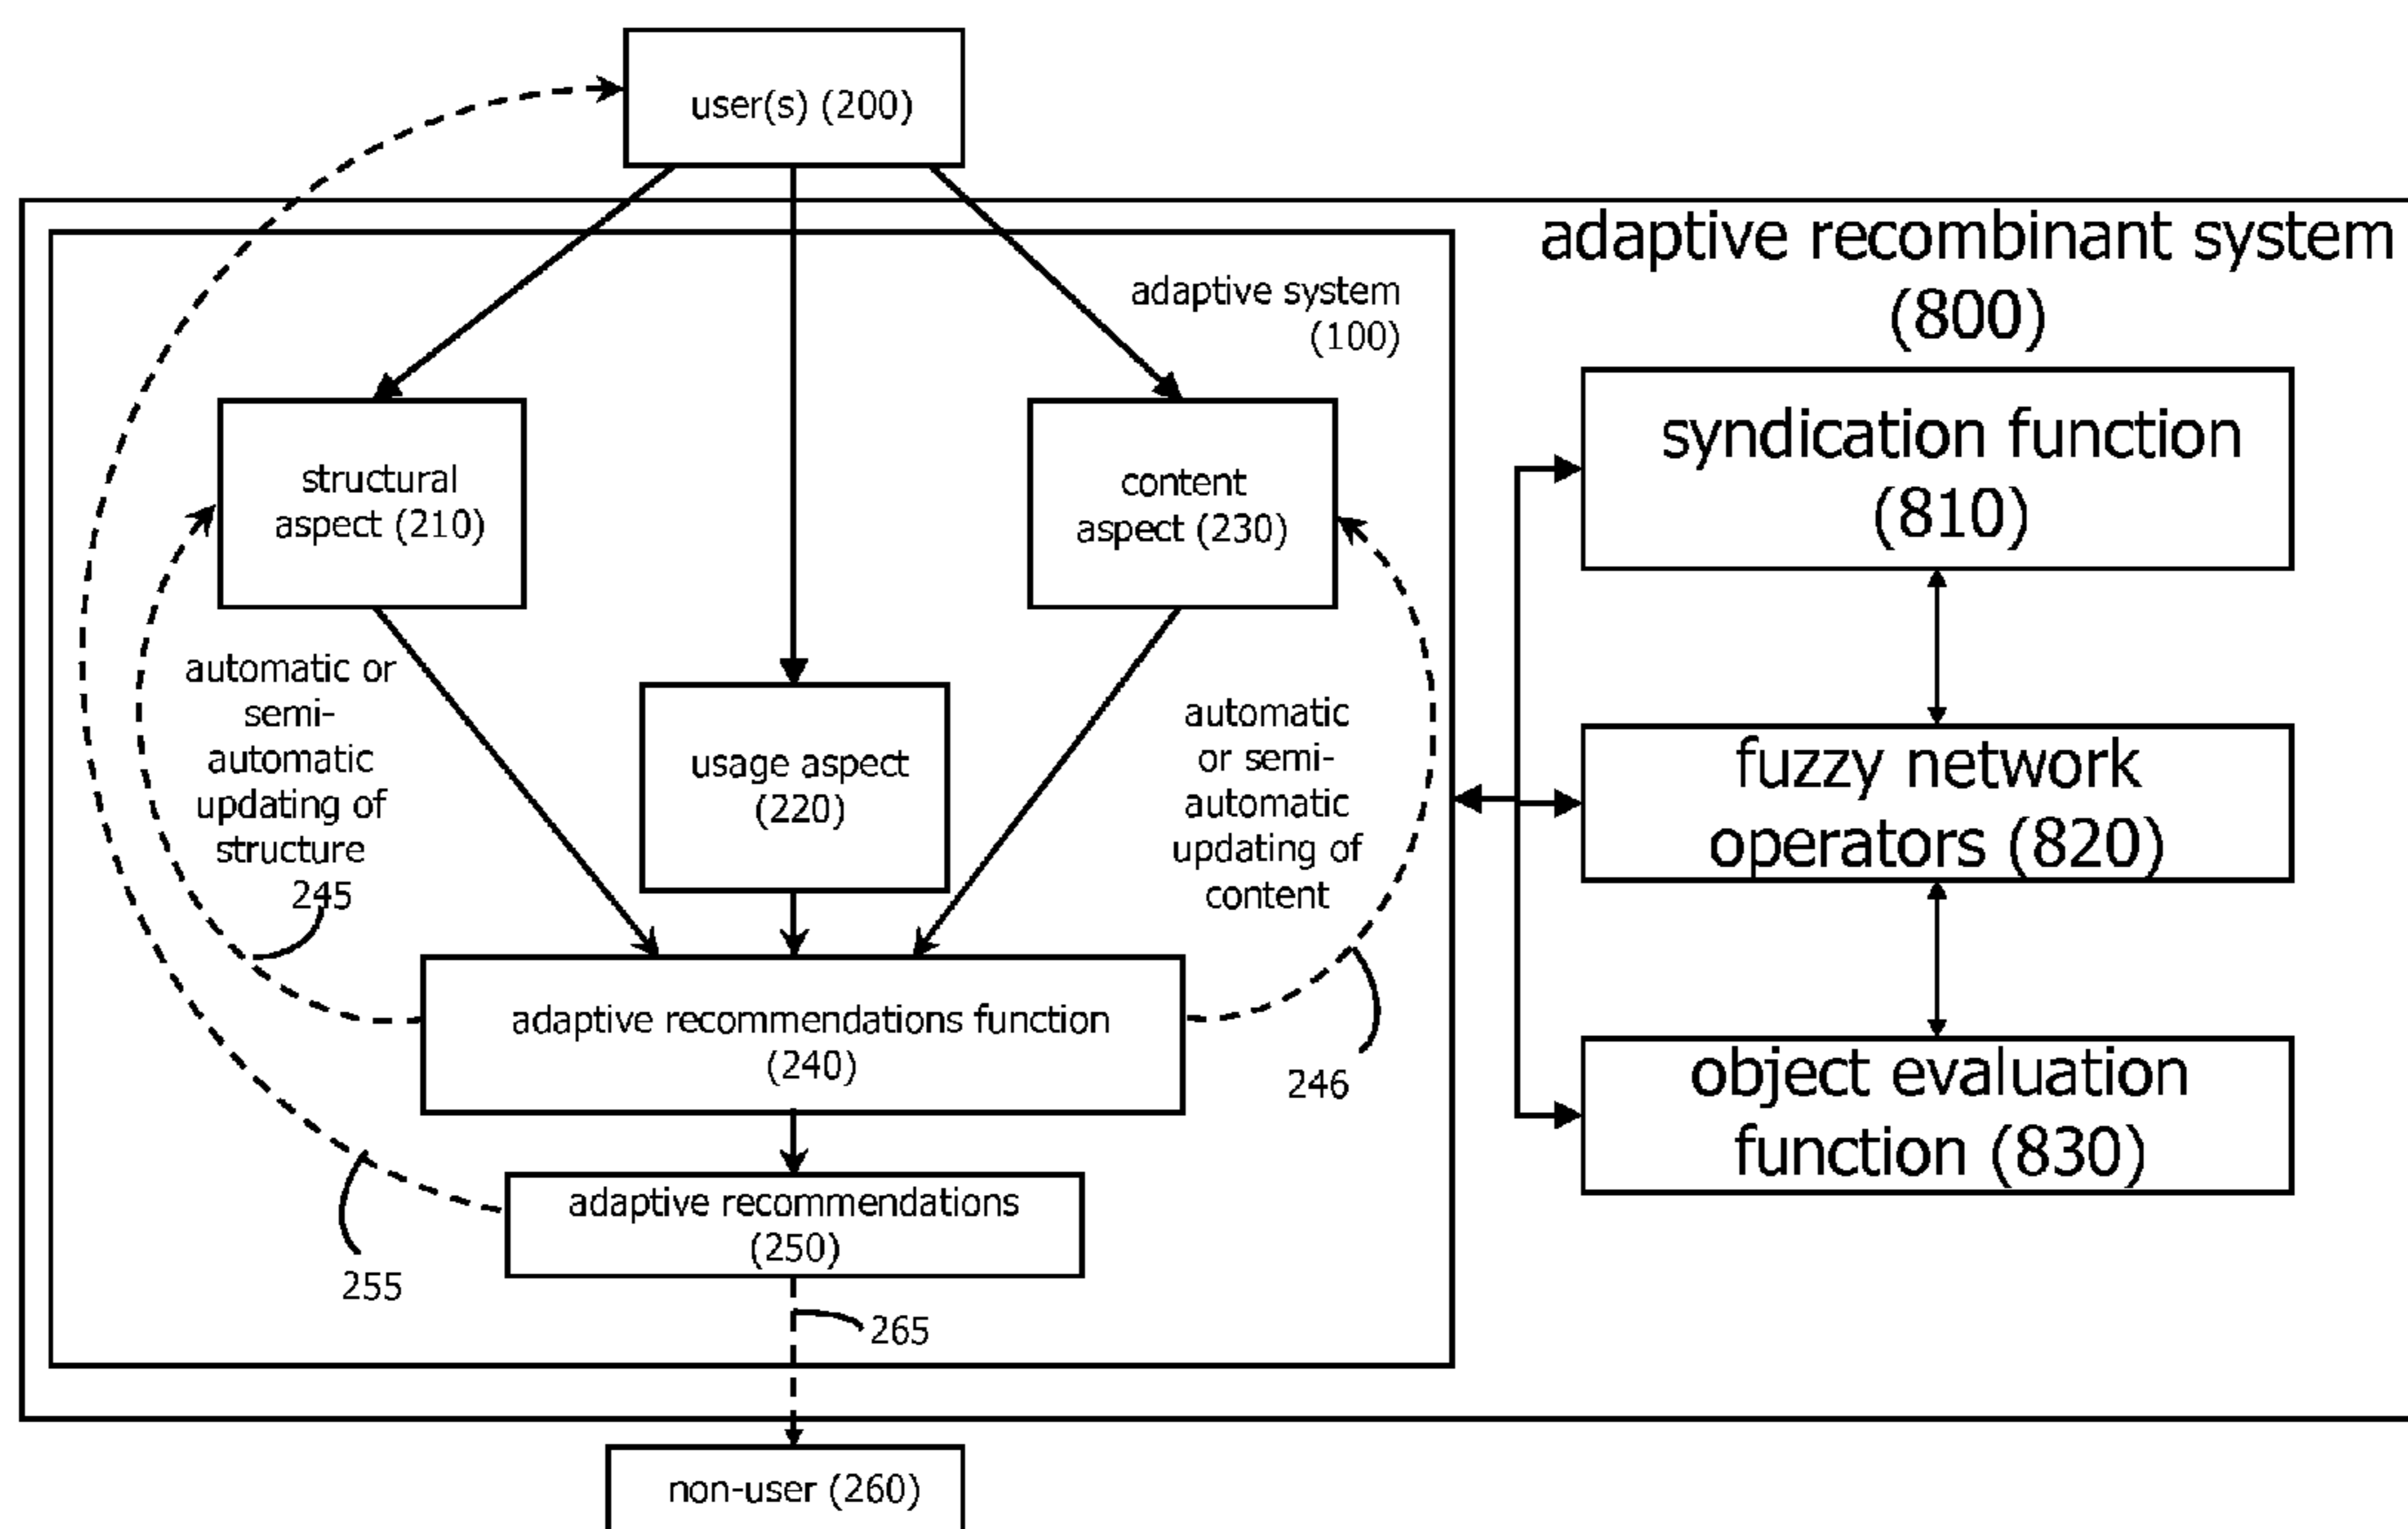 user(s) (200)
adaptive recombinant system
(800)
adaptive system
(100)
structural
aspect (210)
content
aspect (230)
syndication function
(810)
automatic or
semi-
automatic
updating of
structure
245
usage aspect
(220)
automatic
or semi-
automatic
updating of
content
246
fuzzy network
operators (820)
adaptive recommendations function
(240)
object evaluation
function (830)
adaptive recommendations
(250)
255
265
non-user (260)